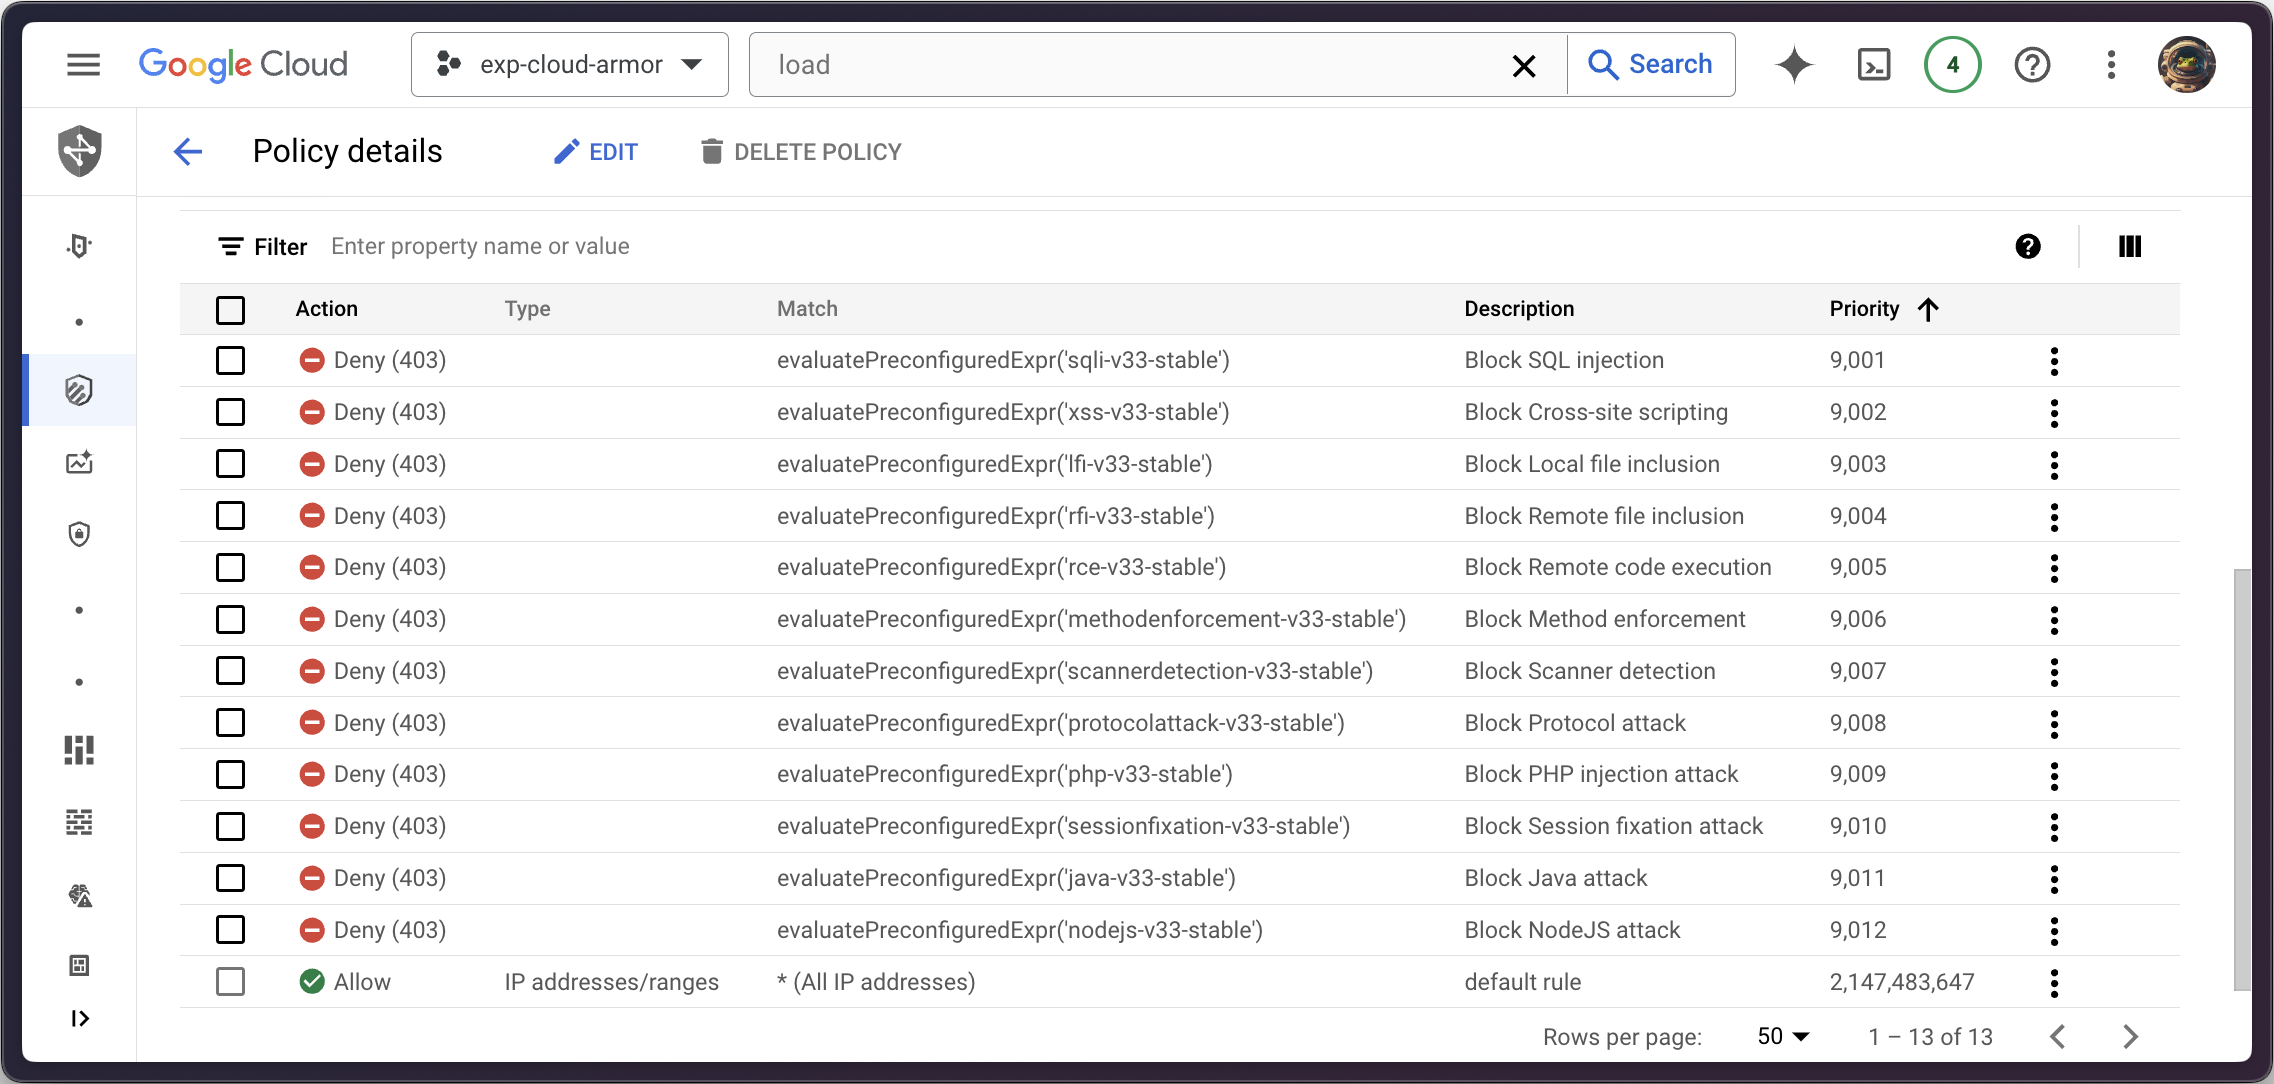 Google Cloud exp-cloud-armor load Search 4
Policy details EDIT DELETE POLICY
Filter Enter property name or value
Action Type Match Description Priority
Deny (403) evaluatePreconfiguredExpr('sqli-v33-stable') Block SQL injection 9,001
Deny (403) evaluatePreconfiguredExpr('xss-v33-stable') Block Cross-site scripting 9,002
Deny (403) evaluatePreconfiguredExpr('lfi-v33-stable') Block Local file inclusion 9,003
Deny (403) evaluatePreconfiguredExpr('rfi-v33-stable') Block Remote file inclusion 9,004
Deny (403) evaluatePreconfiguredExpr('rce-v33-stable') Block Remote code execution 9,005
Deny (403) evaluatePreconfiguredExpr('methodenforcement-v33-stable') Block Method enforcement 9,006
Deny (403) evaluatePreconfiguredExpr('scannerdetection-v33-stable') Block Scanner detection 9,007
Deny (403) evaluatePreconfiguredExpr('protocolattack-v33-stable') Block Protocol attack 9,008
Deny (403) evaluatePreconfiguredExpr('php-v33-stable') Block PHP injection attack 9,009
Deny (403) evaluatePreconfiguredExpr('sessionfixation-v33-stable') Block Session fixation attack 9,010
Deny (403) evaluatePreconfiguredExpr('java-v33-stable') Block Java attack 9,011
Deny (403) evaluatePreconfiguredExpr('nodejs-v33-stable') Block NodeJS attack 9,012
Allow IP addresses/ranges * (All IP addresses) default rule 2,147,483,647
Rows per page: 50 1 – 13 of 13